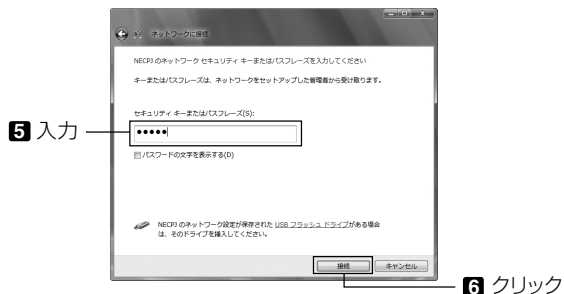 ネットワークに接続
NECPJ のネットワーク セキュリティ キーまたはパスフレーズを入力してください
キーまたはパスフレーズは、ネットワークをセットアップした管理者から受け取ります。
セキュリティ キーまたはパスフレーズ(S):
5 入力
●●●●●
パスワードの文字を表示する(D)
NECPJ のネットワーク設定が保存された USB フラッシュ ドライブがある場合
は、そのドライブを挿入してください。
接続
キャンセル
6 クリック